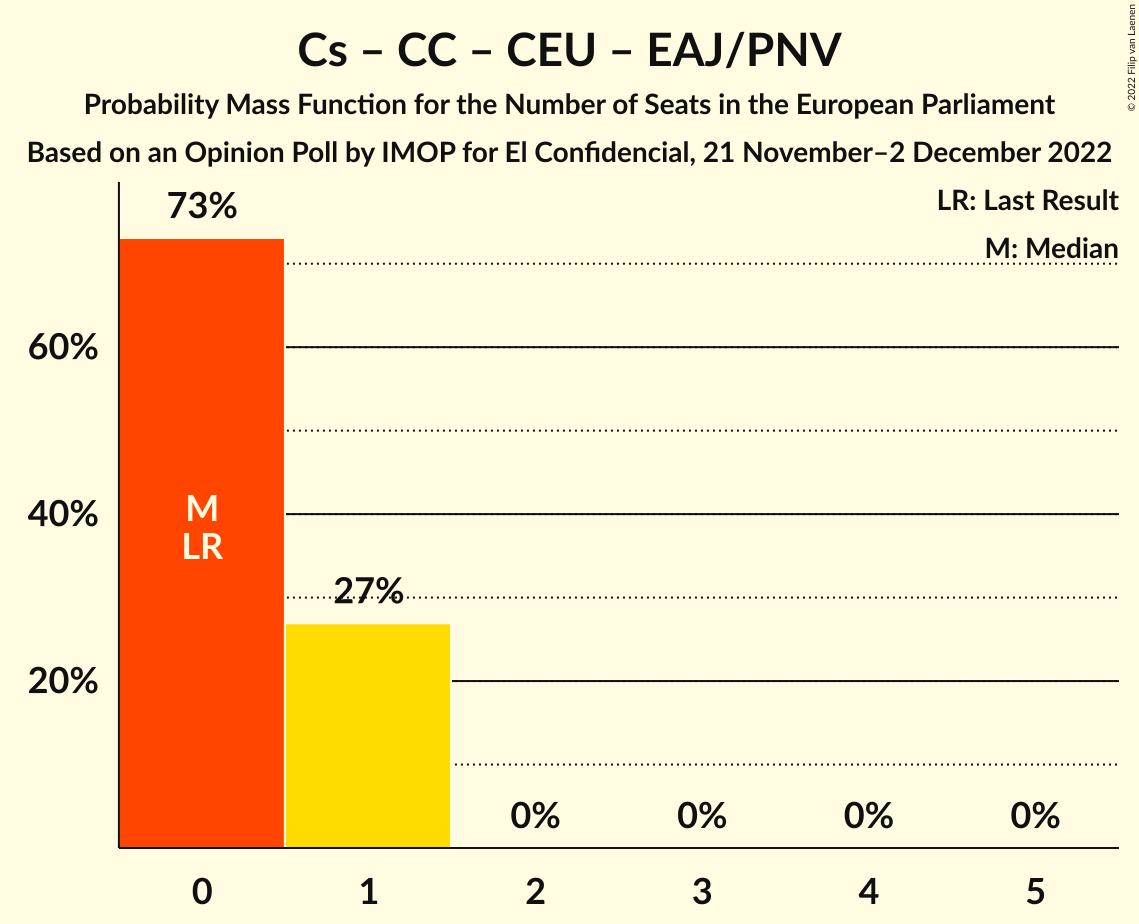 Cs – CC – CEU – EAJ/PNV
Probability Mass Function for the Number of Seats in the European Parliament
Based on an Opinion Poll by IMOP for El Confidencial, 21 November–2 December 2022
© 2022 Filip van Laenen
LR: Last Result
M: Median
73%
60%
40%
20%
M
LR
27%
0%
0%
0%
0%
0
1
2
3
4
5